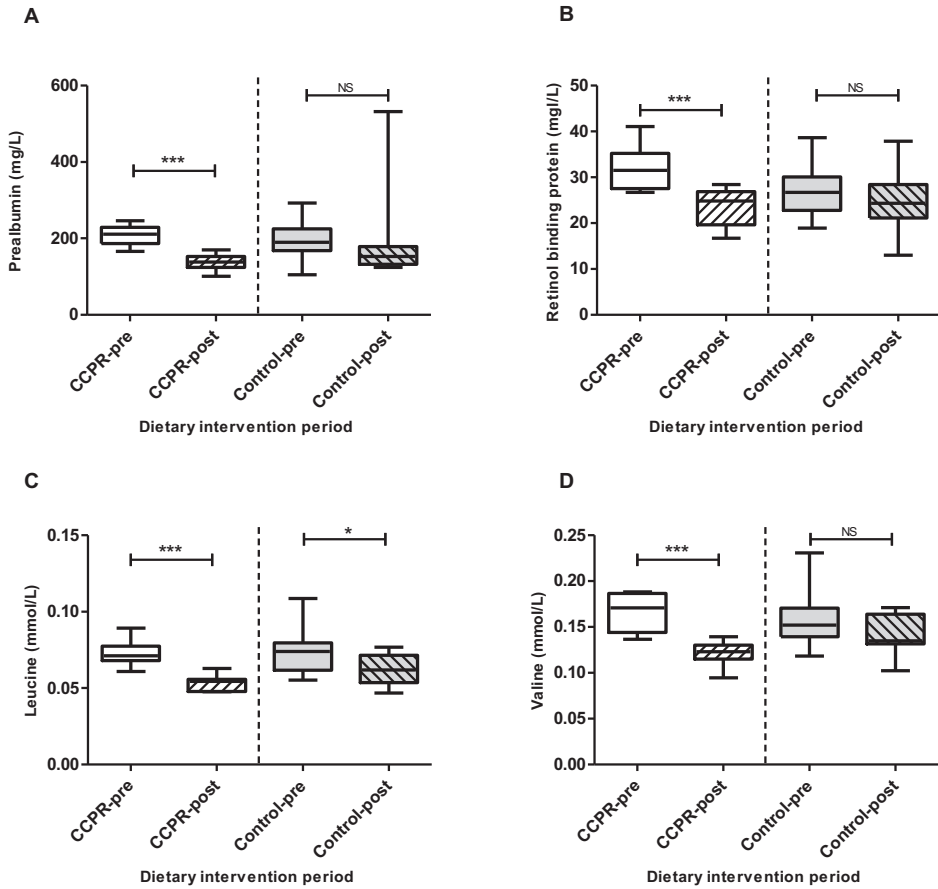 A
600
400
200
0
Prealbumin (mg/L)
***
NS
CCPR-pre
CCPR-post
Control-pre
Control-post
Dietary intervention period
B
50
40
30
20
10
0
Retinol binding protein (mgl/L)
***
NS
CCPR-pre
CCPR-post
Control-pre
Control-post
Dietary intervention period
C
0.15
0.10
0.05
0.00
Leucine (mmol/L)
***
*
CCPR-pre
CCPR-post
Control-pre
Control-post
Dietary intervention period
D
0.25
0.20
0.15
0.10
0.05
0.00
Valine (mmol/L)
***
NS
CCPR-pre
CCPR-post
Control-pre
Control-post
Dietary intervention period